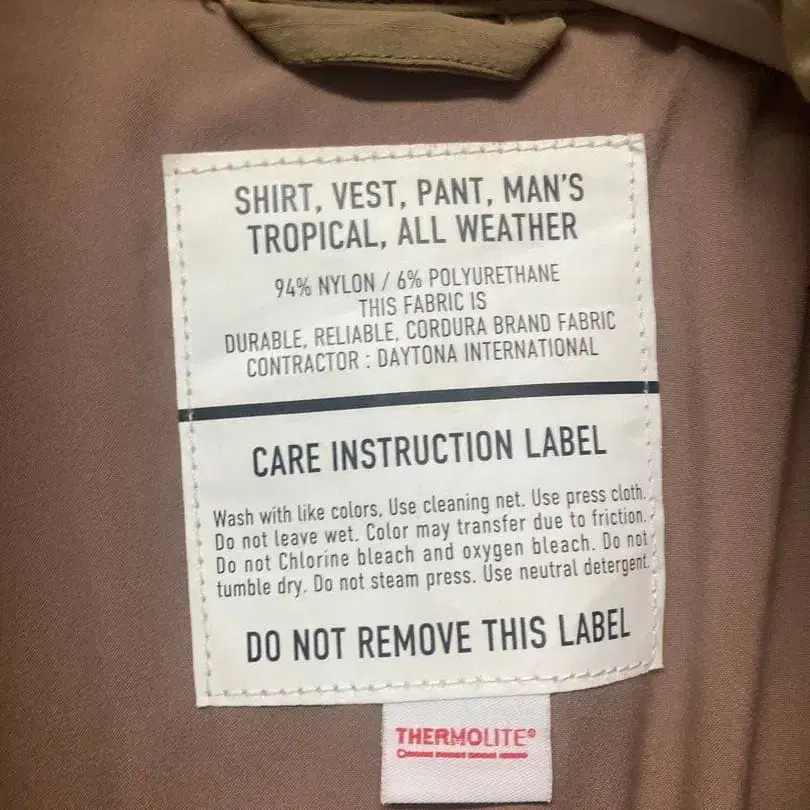 SHIRT, VEST, PANT, MAN'S
TROPICAL, ALL WEATHER
94% NYLON / 6% POLYURETHANE
THIS FABRIC IS
DURABLE, RELIABLE, CORDURA BRAND FABRIC
CONTRACTOR : DAYTONA INTERNATIONAL
CARE INSTRUCTION LABEL
Wash with like colors, Use cleaning net. Use press cloth.
Do not leave wet. Color may transfer due to friction.
Do not Chlorine bleach and oxygen bleach. Do not
tumble dry. Do not steam press. Use neutral detergent.
DO NOT REMOVE THIS LABEL
THERMOLITE®